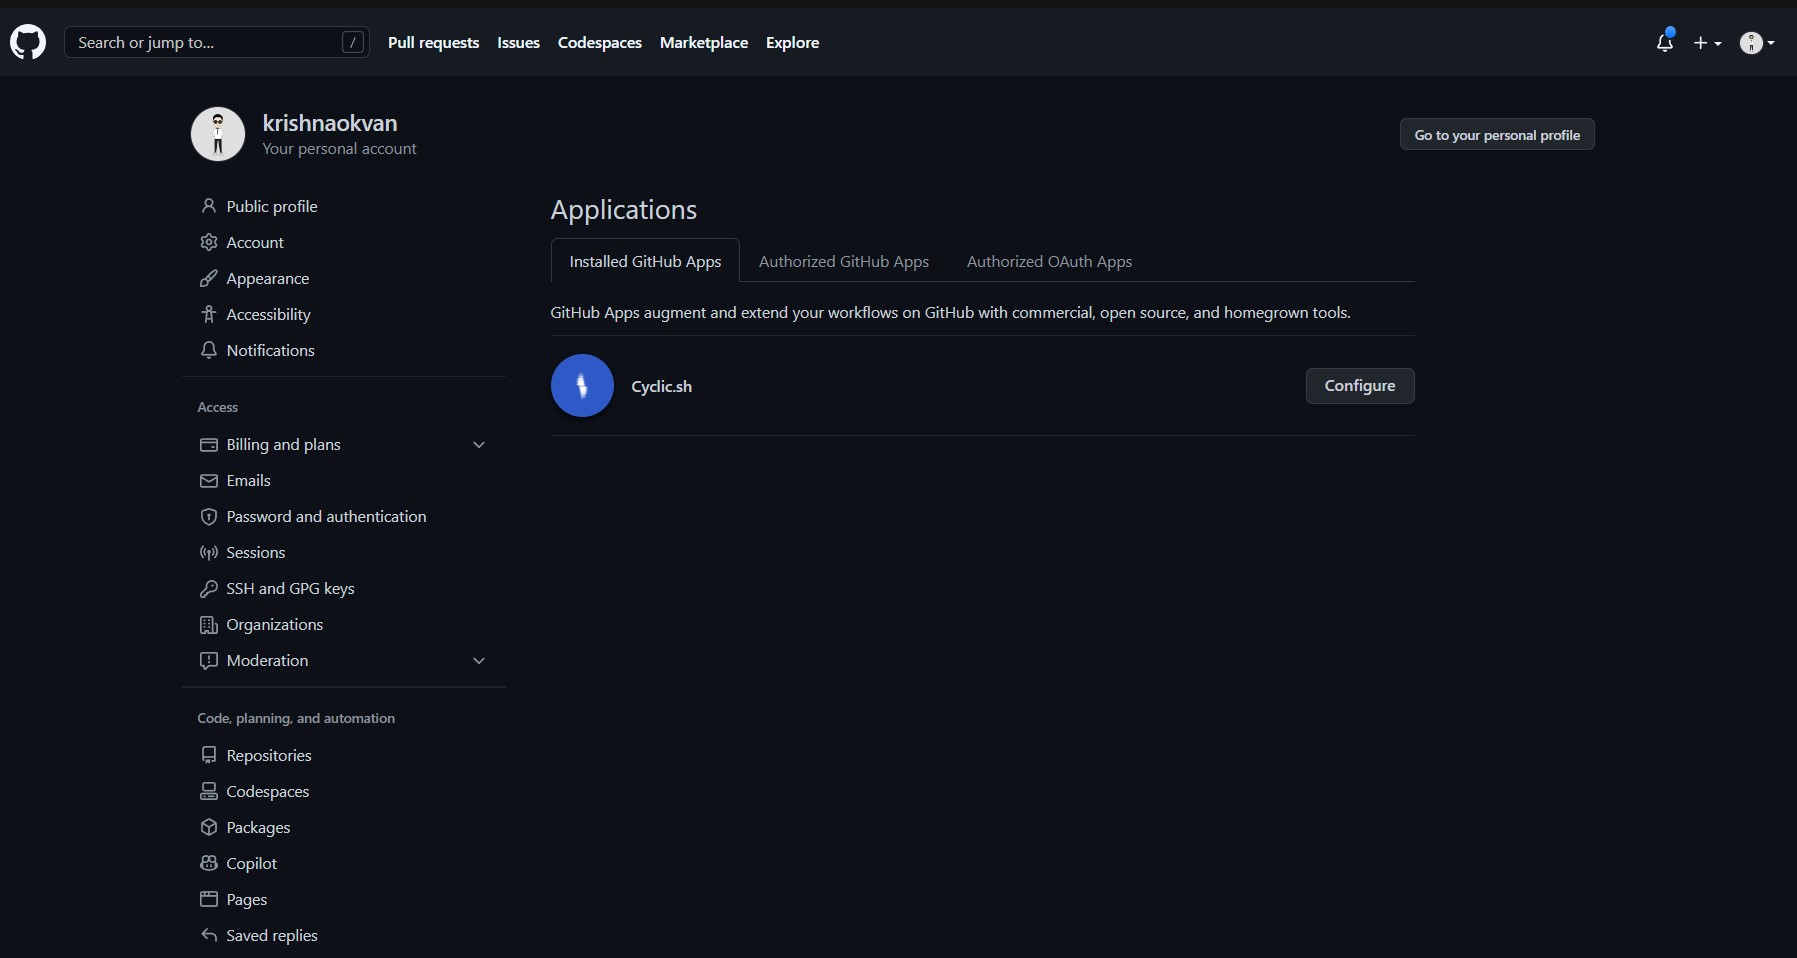 Search or jump to...
/
Pull requests
Issues
Codespaces
Marketplace
Explore
krishnaokvan
Your personal account
Go to your personal profile
Public profile
Account
Appearance
Accessibility
Notifications
Access
Billing and plans
Emails
Password and authentication
Sessions
SSH and GPG keys
Organizations
Moderation
Code, planning, and automation
Repositories
Codespaces
Packages
Copilot
Pages
Saved replies
Applications
Installed GitHub Apps
Authorized GitHub Apps
Authorized OAuth Apps
GitHub Apps augment and extend your workflows on GitHub with commercial, open source, and homegrown tools.
Cyclic.sh
Configure